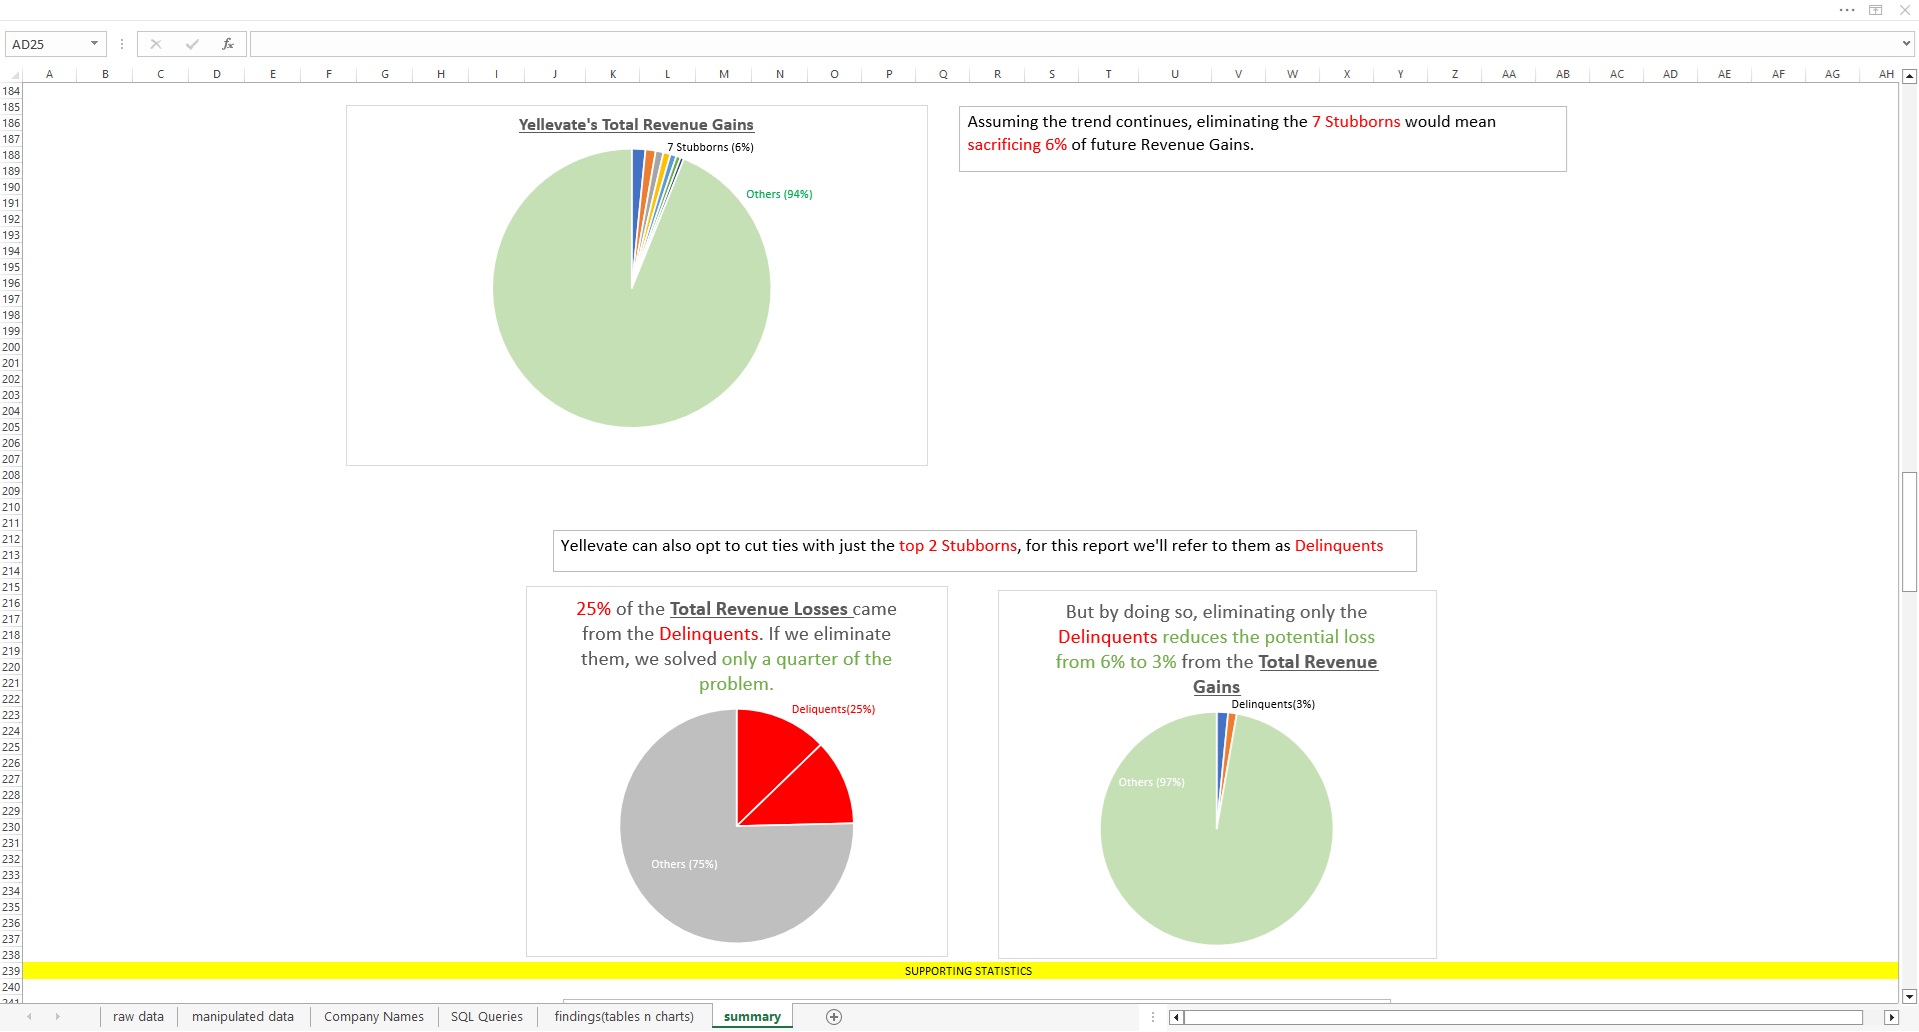 AD25
fx
A B C D E F G H I J K L M N O P Q R S T U V W X Y Z AA AB AC AD AE AF AG AH
184
185
186
187
188
189
190
191
192
193
194
195
196
197
198
199
200
201
202
203
204
205
206
207
208
209
210
211
212
213
214
215
216
217
218
219
220
221
222
223
224
225
226
227
228
229
230
231
232
233
234
235
236
237
238
239
240
241
Yellevate's Total Revenue Gains
7 Stubborns (6%)
Others (94%)
Assuming the trend continues, eliminating the 7 Stubborns would mean
sacrificing 6% of future Revenue Gains.
Yellevate can also opt to cut ties with just the top 2 Stubborns, for this report we'll refer to them as Delinquents
25% of the Total Revenue Losses came
from the Delinquents. If we eliminate
them, we solved only a quarter of the
problem.
Deliquents(25%)
Others (75%)
But by doing so, eliminating only the
Delinquents reduces the potential loss
from 6% to 3% from the Total Revenue
Gains
Delinquents(3%)
Others (97%)
SUPPORTING STATISTICS
raw data manipulated data Company Names SQL Queries findings(tables n charts) summary